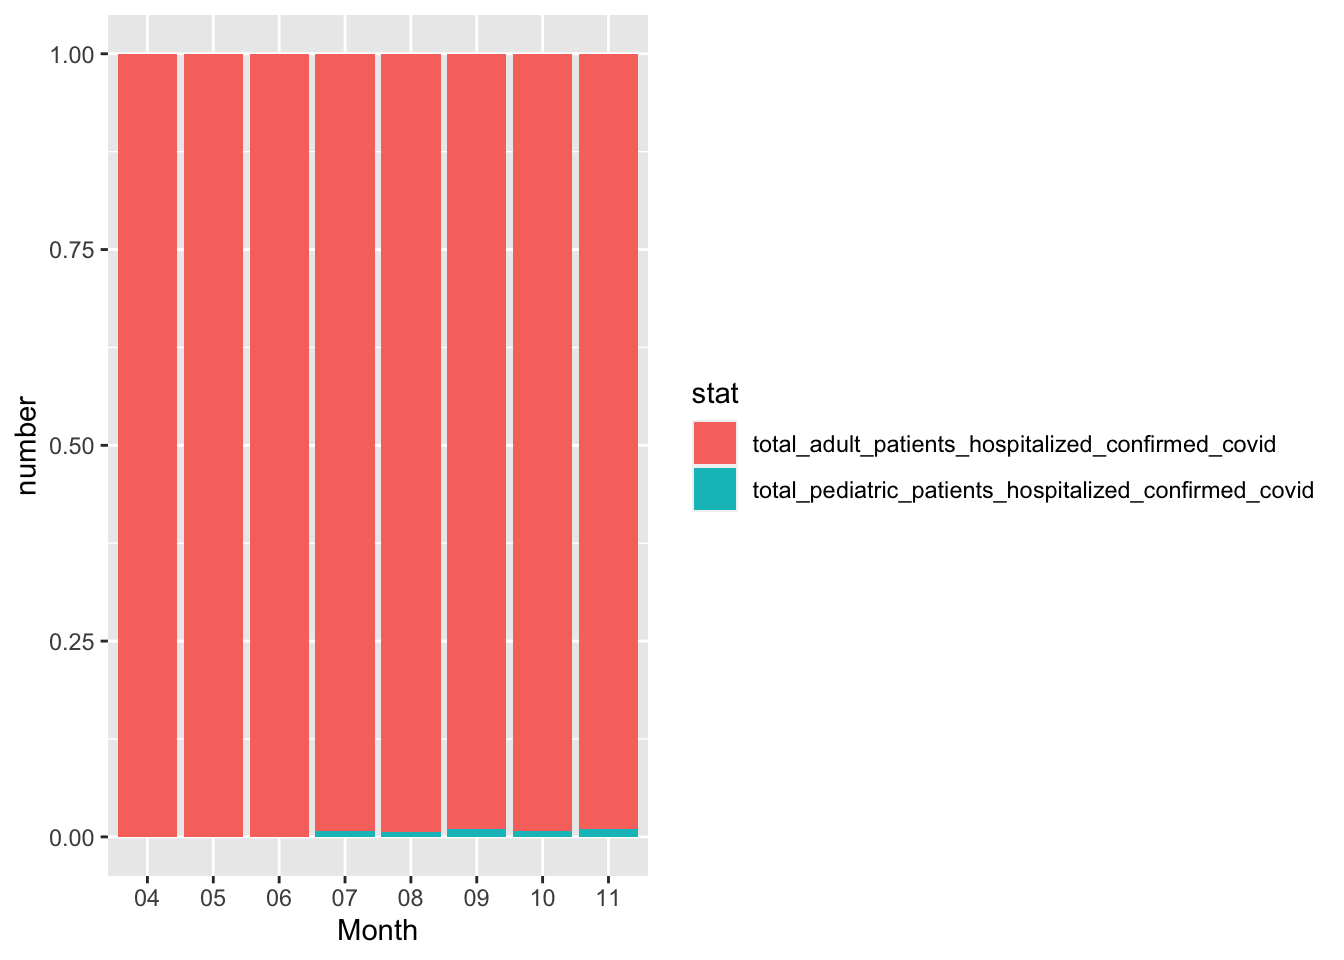 1.00
0.75
0.50
0.25
0.00
number
04 05 06 07 08 09 10 11
Month
stat
total_adult_patients_hospitalized_confirmed_covid
total_pediatric_patients_hospitalized_confirmed_covid